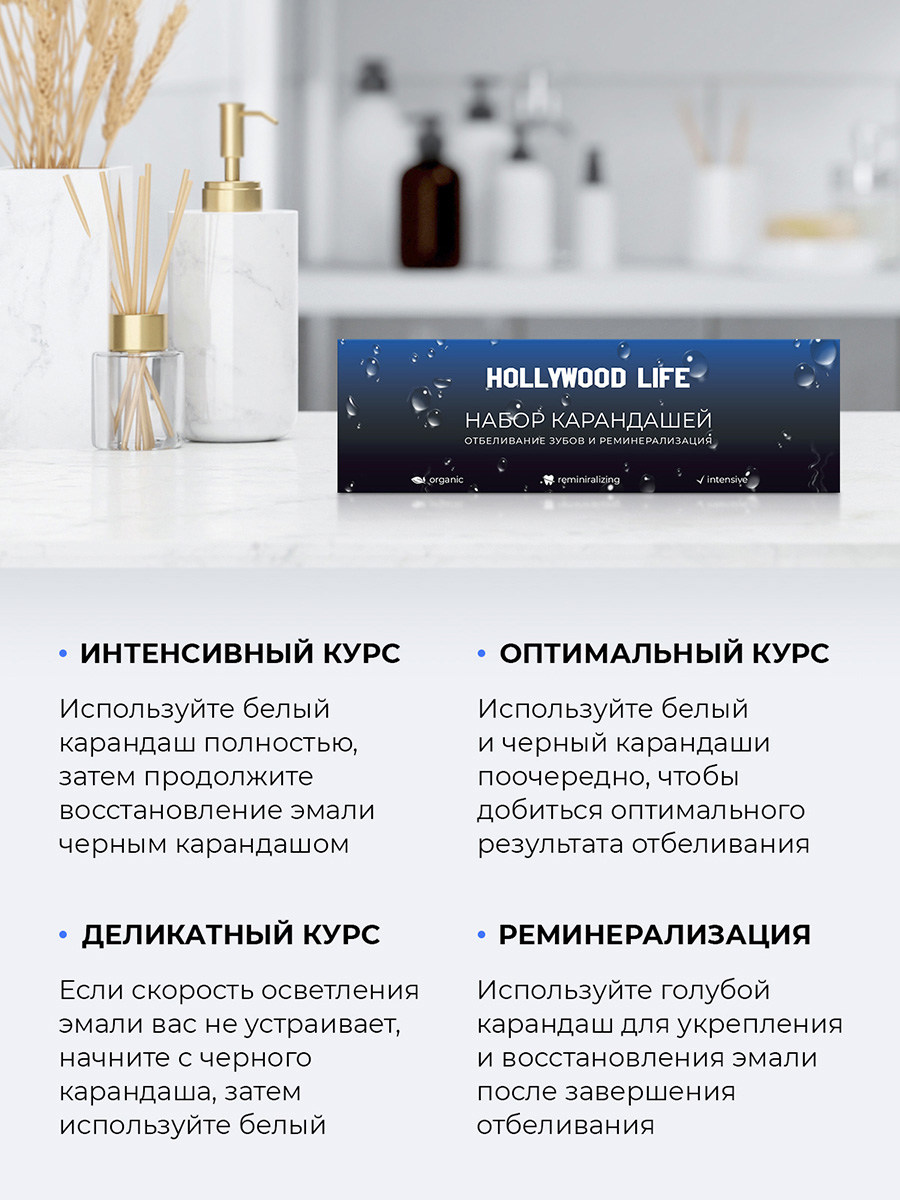 HOLLYWOOD LIFE
НАБОР КАРАНДАШЕЙ
ОТБЕЛИВАНИЕ ЗУБОВ И РЕМИНЕРАЛИЗАЦИЯ
organic reminiralizing intensive
• ИНТЕНСИВНЫЙ КУРС
Используйте белый
карандаш полностью,
затем продолжите
восстановление эмали
черным карандашом
• ОПТИМАЛЬНЫЙ КУРС
Используйте белый
и черный карандаши
поочередно, чтобы
добиться оптимального
результата отбеливания
• ДЕЛИКАТНЫЙ КУРС
Если скорость осветления
эмали вас не устраивает,
начните с черного
карандаша, затем
используйте белый
• РЕМИНЕРАЛИЗАЦИЯ
Используйте голубой
карандаш для укрепления
и восстановления эмали
после завершения
отбеливания